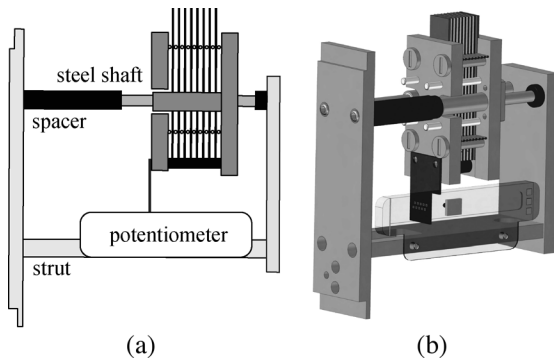 steel shaft
spacer
potentiometer
strut
(a)
(b)